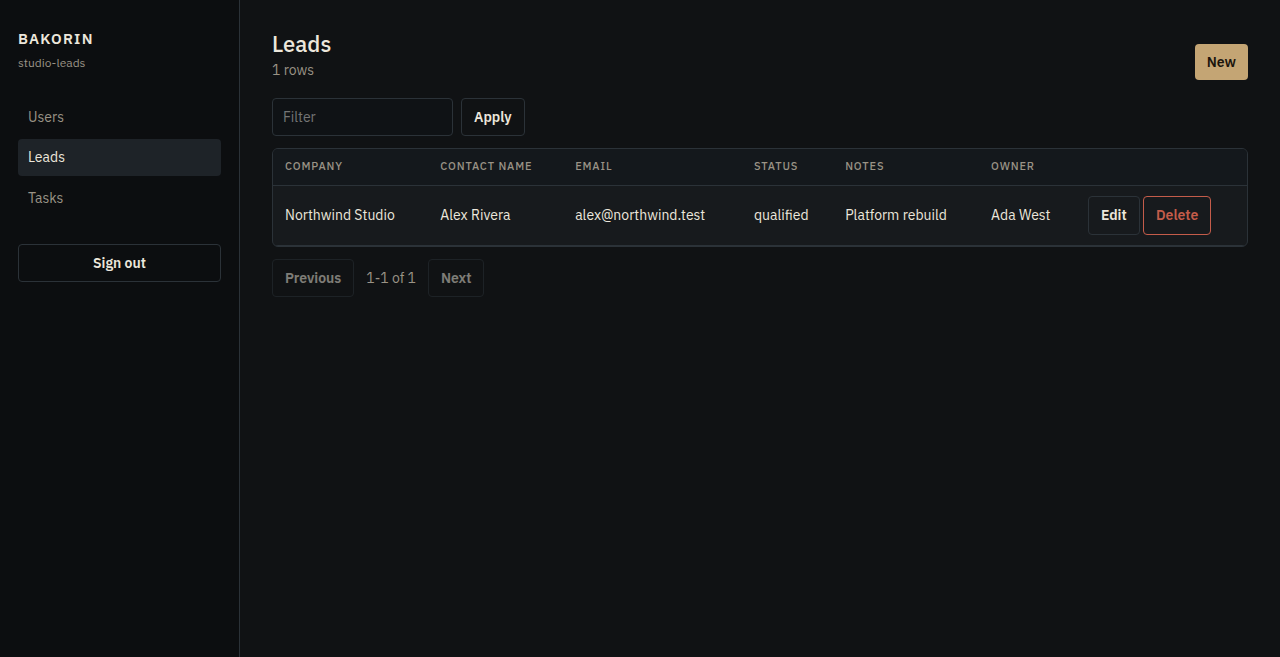 BAKORIN
studio-leads
Users
Leads
Tasks
Sign out
Leads
1 rows
New
Filter
Apply
COMPANY CONTACT NAME EMAIL STATUS NOTES OWNER
Northwind Studio Alex Rivera alex@northwind.test qualified Platform rebuild Ada West Edit Delete
Previous 1-1 of 1 Next